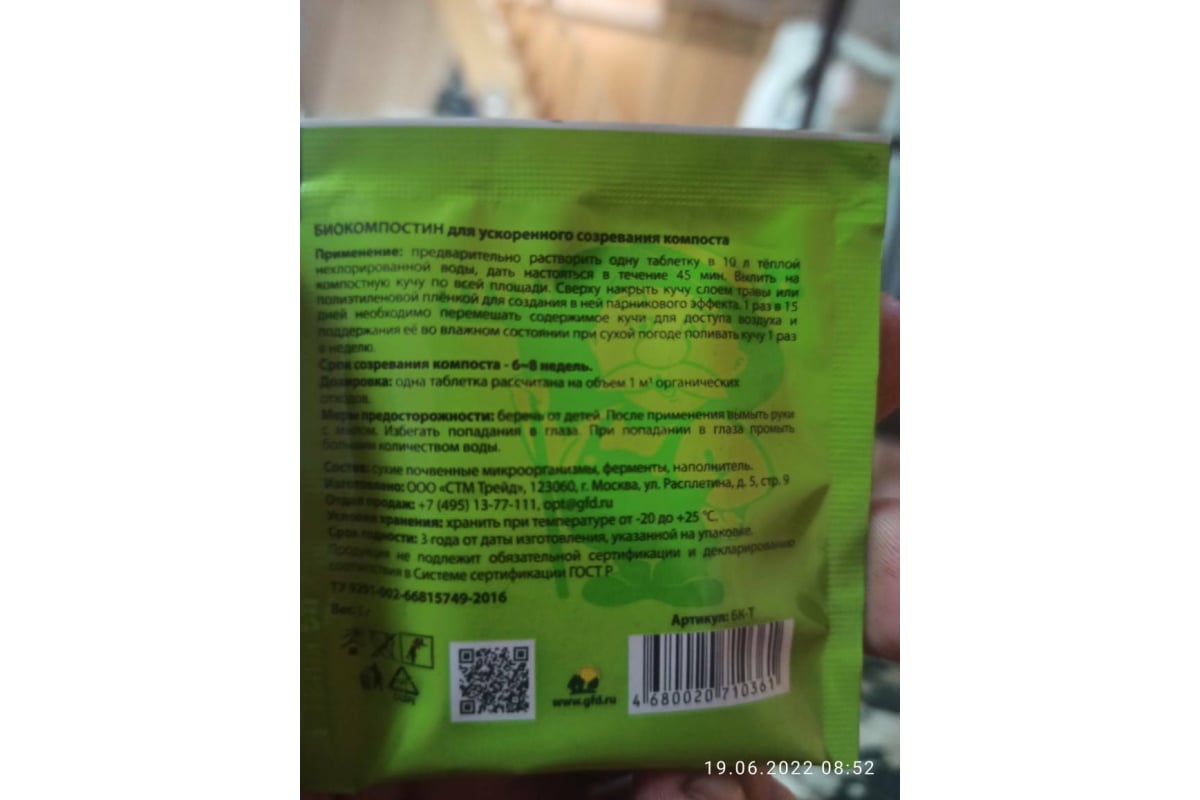 БИОКОМПОСТИН для ускоренного созревания компоста
Применение: предварительно растворить одну таблетку в 10 л тёплой
нехлорированной воды, дать настояться в течение 45 мин. Вылить на
компостную кучу по всей площади. Сверху накрыть кучу слоем травы или
полиэтиленовой плёнкой для создания в ней парникового эффекта. 1 раз в 15
дней необходимо перемешать содержимое кучи для доступа воздуха и
поддержания её во влажном состоянии при сухой погоде поливать кучу 1 раз
в неделю.
Срок созревания компоста - 6~8 недель.
Дозировка: одна таблетка рассчитана на объем 1 м³ органических
отходов.
Меры предосторожности: беречь от детей. После применения вымыть руки
с мылом. Избегать попадания в глаза. При попадании в глаза промыть
большим количеством воды.
Состав: сухие почвенные микроорганизмы, ферменты, наполнитель.
Изготовлено: ООО «СТМ Трейд», 123060, г. Москва, ул. Расплетина, д. 5, стр. 9
Отдел продаж: +7 (495) 13-77-111, opt@gfd.ru
Условия хранения: хранить при температуре от -20 до +25 °С.
Срок годности: 3 года от даты изготовления, указанной на упаковке.
Продукция не подлежит обязательной сертификации и декларированию
соответствия в Системе сертификации ГОСТ Р
ТУ 9291-002-66815749-2016
Вес:
Артикул: БК-Т
www.gfd.ru
4 680020 710361
19.06.2022 08:52